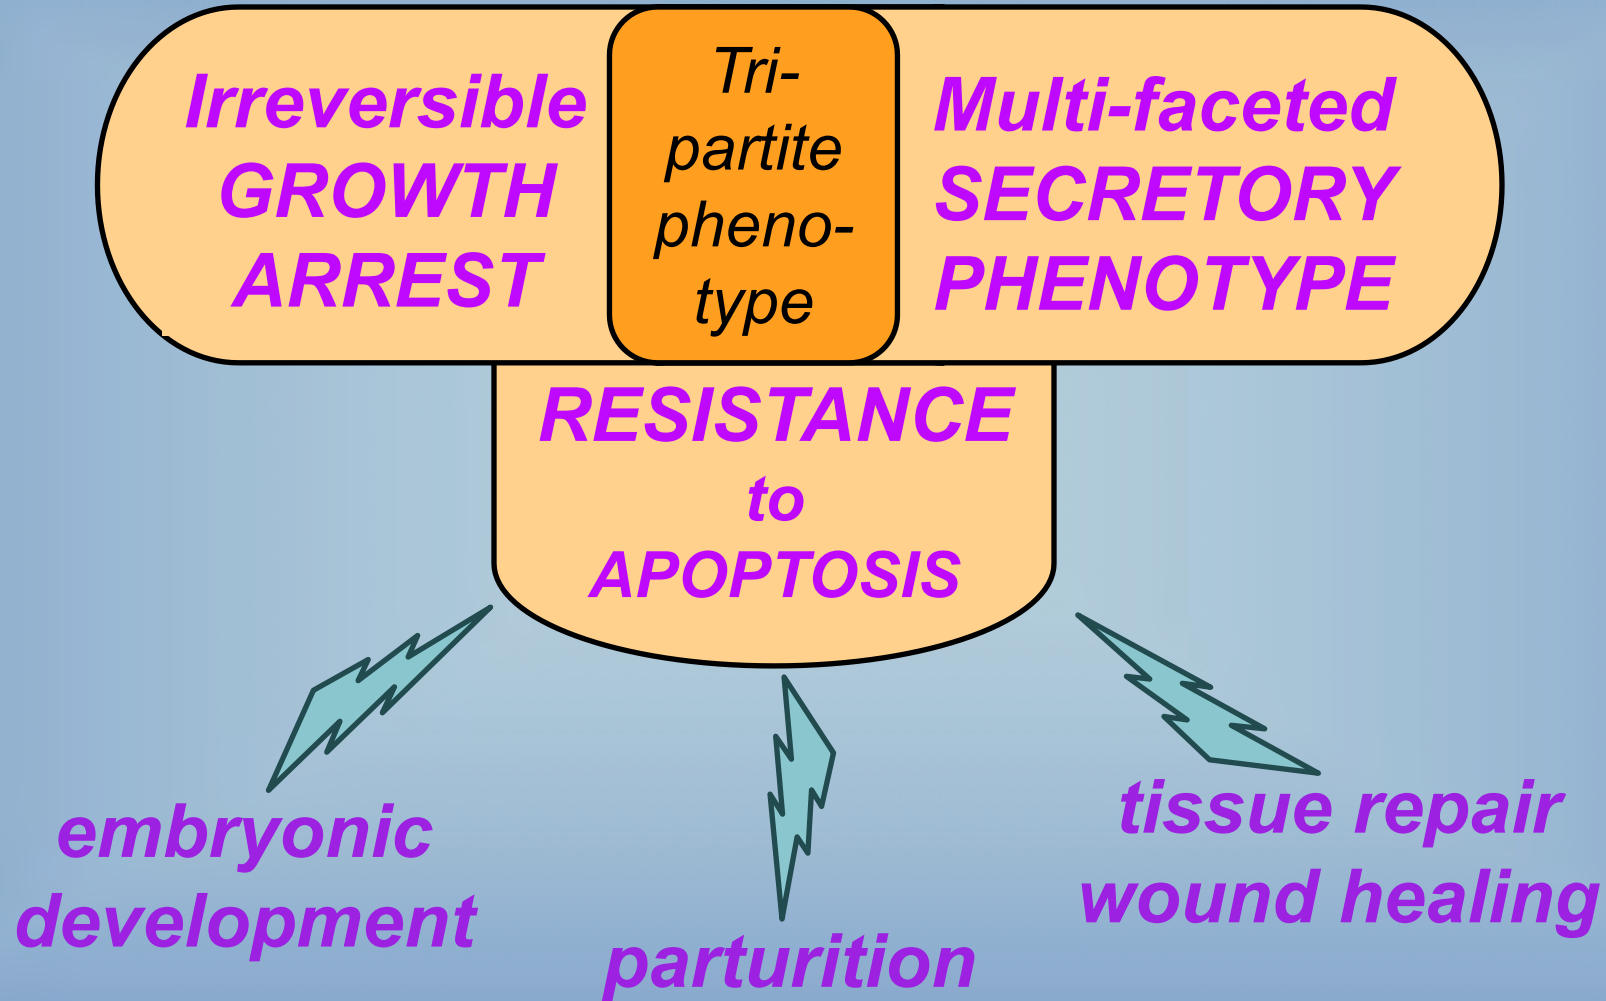 Irreversible
GROWTH
ARREST
Tri-
partite
pheno-
type
Multi-faceted
SECRETORY
PHENOTYPE
RESISTANCE
to
APOPTOSIS
embryonic
development
parturition
tissue repair
wound healing